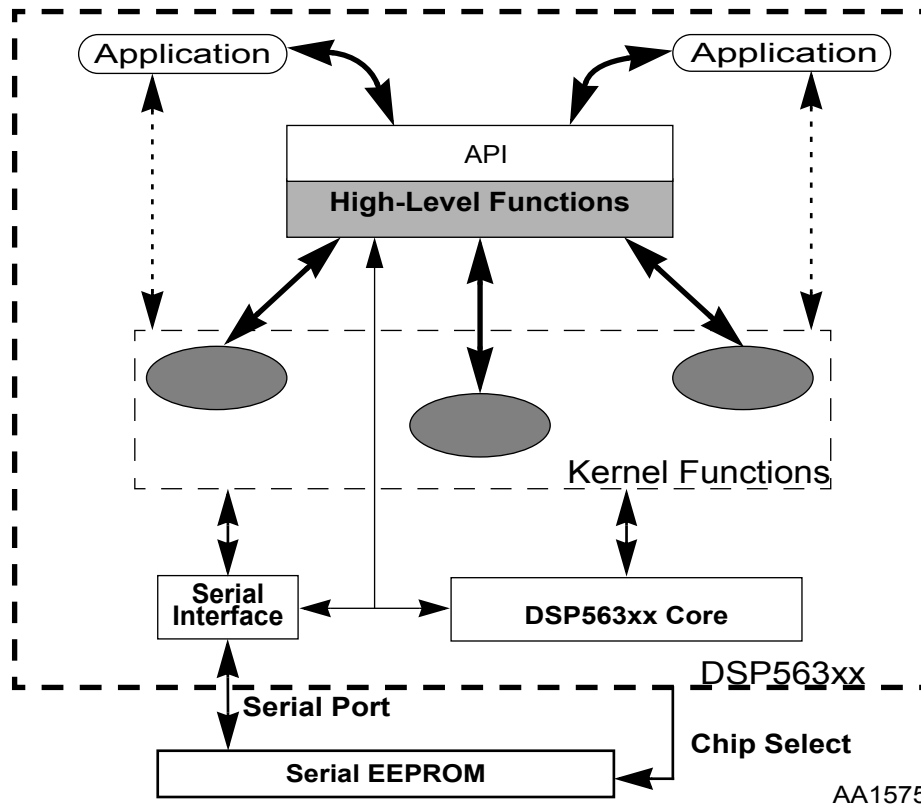 Application
Application
API
High-Level Functions
Kernel Functions
Serial
Interface
DSP563xx Core
DSP563xx
Serial Port
Chip Select
Serial EEPROM
AA1575